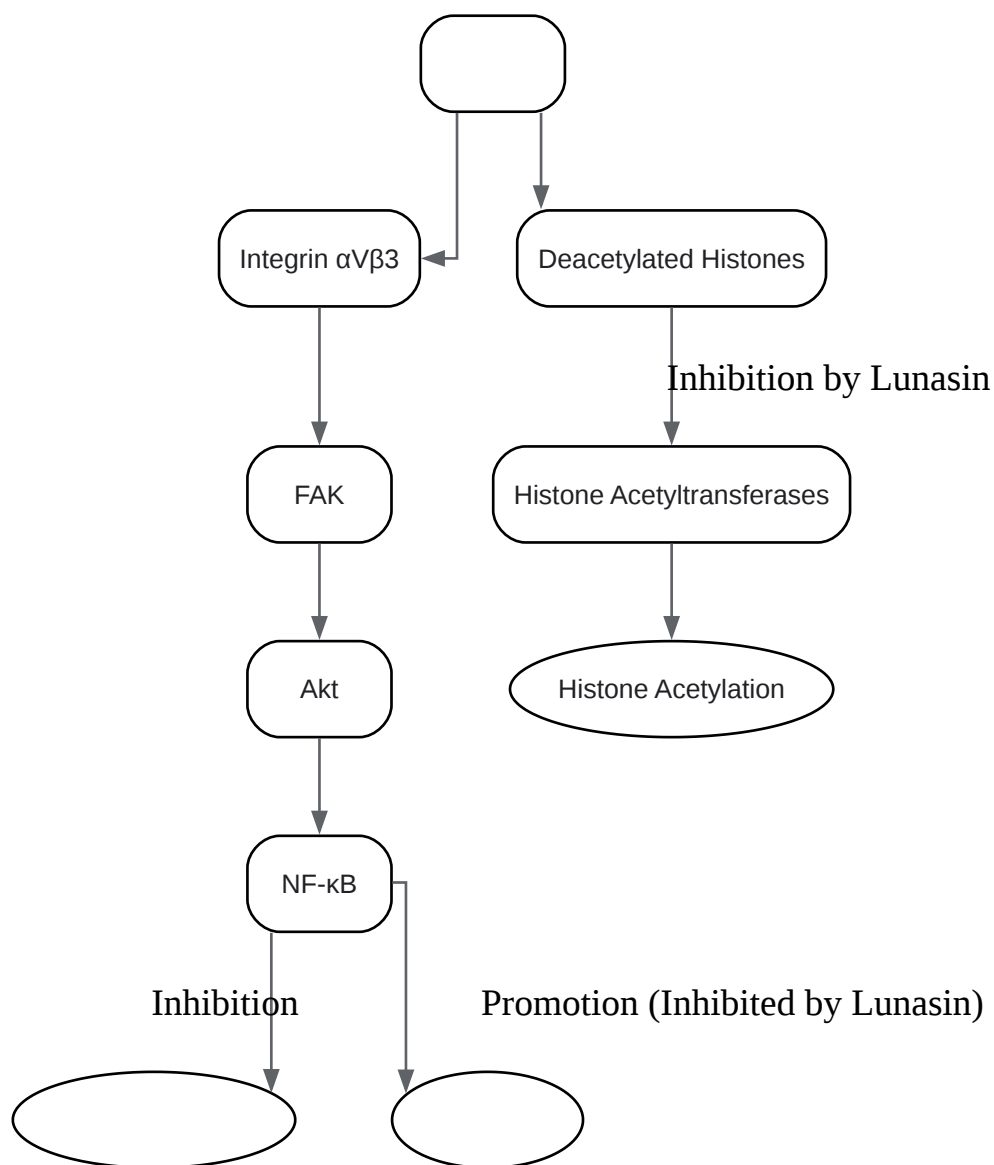 Integrin αVβ3
Deacetylated Histones
Inhibition by Lunasin
FAK
Histone Acetyltransferases
Akt
Histone Acetylation
NF-κB
Inhibition
Promotion (Inhibited by Lunasin)